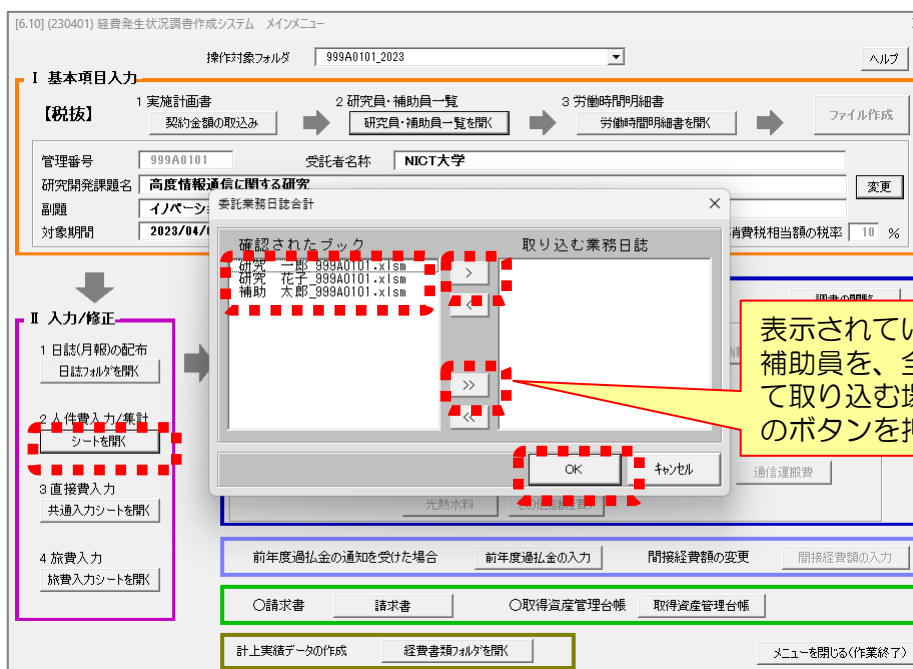 [6.10] (230401) 経費発生状況調書作成システム メインメニュー
操作対象フォルダ 999A0101_2023 ヘルプ
Ⅰ 基本項目入力
【税抜】
1 実施計画書 2 研究員・補助員一覧 3 労働時間明細書
契約金額の取込み 研究員・補助員一覧を開く 労働時間明細書を開く ファイル作成
管理番号 999A0101 受託者名称 NICT大学
研究開発課題名 高度情報通信に関する研究 変更
副題 イノベーシ
対象期間 2023/04/ 消費税相当額の税率 10 %
委託業務日誌合計
確認されたブック 取り込む業務日誌
研究 一郎_999A0101.xlsm
研究 花子_999A0101.xlsm
補助 太郎_999A0101.xlsm
>
<
>>
<<
OK キャンセル
表示されてい
補助員を、全
て取り込む場
のボタンを押
Ⅱ 入力/修正
1 日誌(月報)の配布
日誌フォルダを開く
2 人件費入力/集計
シートを開く
3 直接費入力
共通入力シートを開く
4 旅費入力
旅費入力シートを開く
通信運搬費
光熱水料
前年度過払金の通知を受けた場合 前年度過払金の入力 間接経費額の変更 間接経費額の入力
○請求書 請求書 ○取得資産管理台帳 取得資産管理台帳
計上実績データの作成 経費書類フォルダを開く
メニューを閉じる(作業終了)